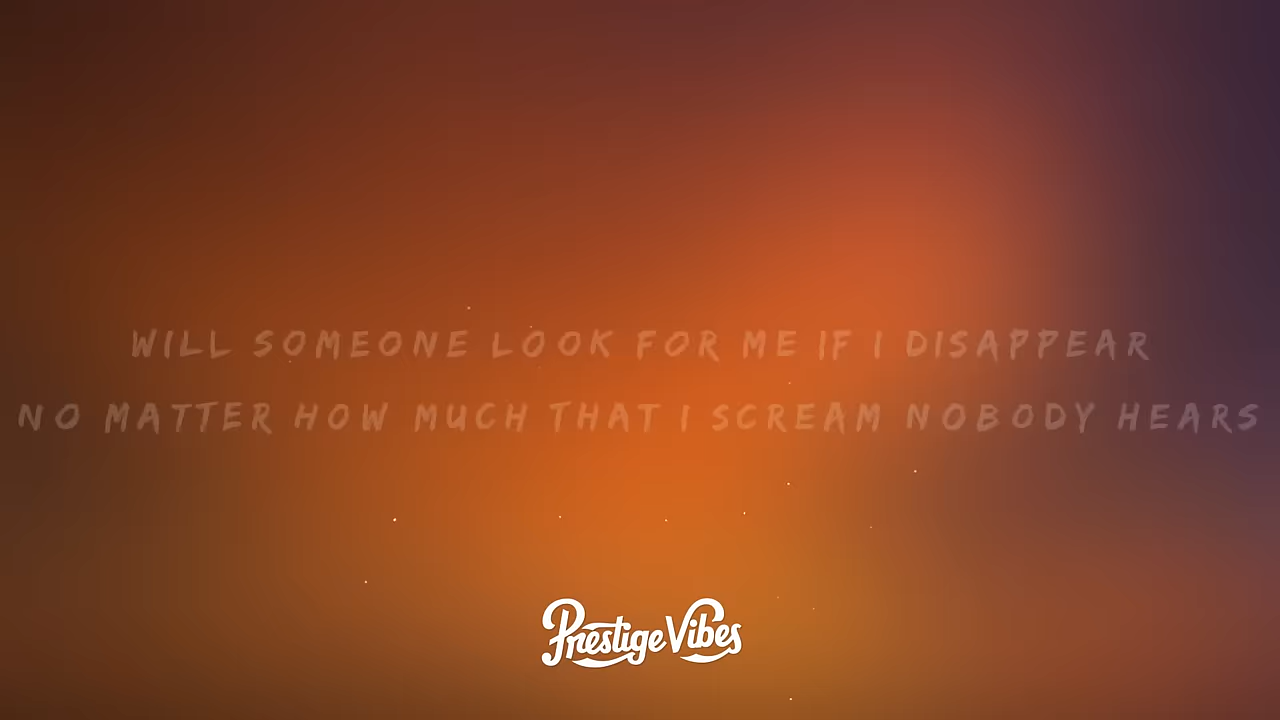 WILL SOMEONE LOOK FOR ME IF I DISAPPEAR
NO MATTER HOW MUCH THAT I SCREAM NOBODY HEARS
Prestige Vibes